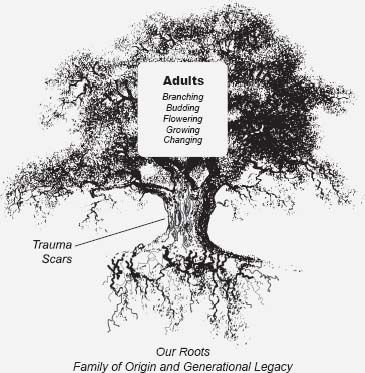 Adults
Branching
Budding
Flowering
Growing
Changing
Trauma
Scars
Our Roots
Family of Origin and Generational Legacy